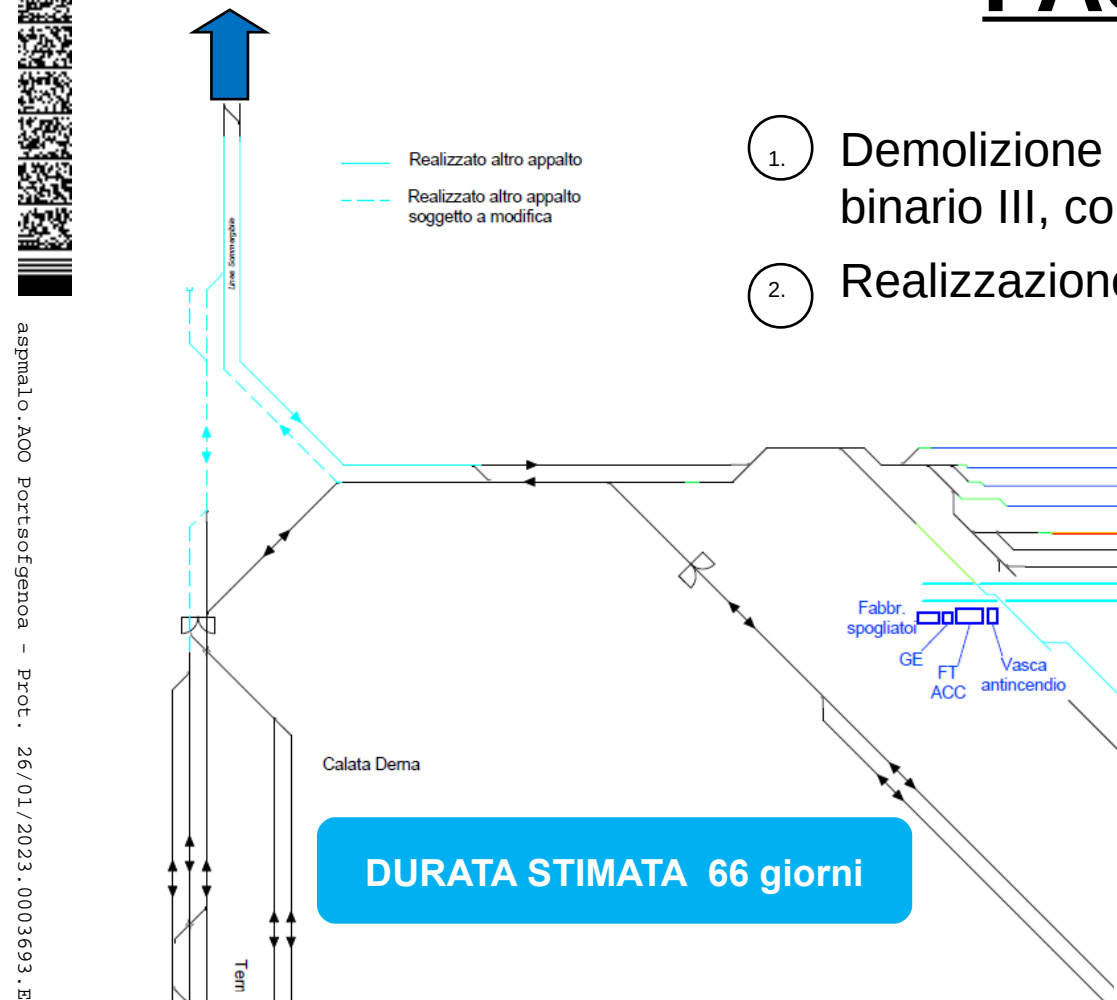 1.
Demolizione
binario III, co
2.
Realizzazione
Realizzato altro appalto
Realizzato altro appalto
soggetto a modifica
Linea Sommergibile
Fabbr.
spogliatoi
GE
FT
ACC
Vasca
antincendio
Calata Derna
DURATA STIMATA 66 giorni
Term
aspmalo.AOO Portsofgenoa - Prot. 26/01/2023.0003693.E